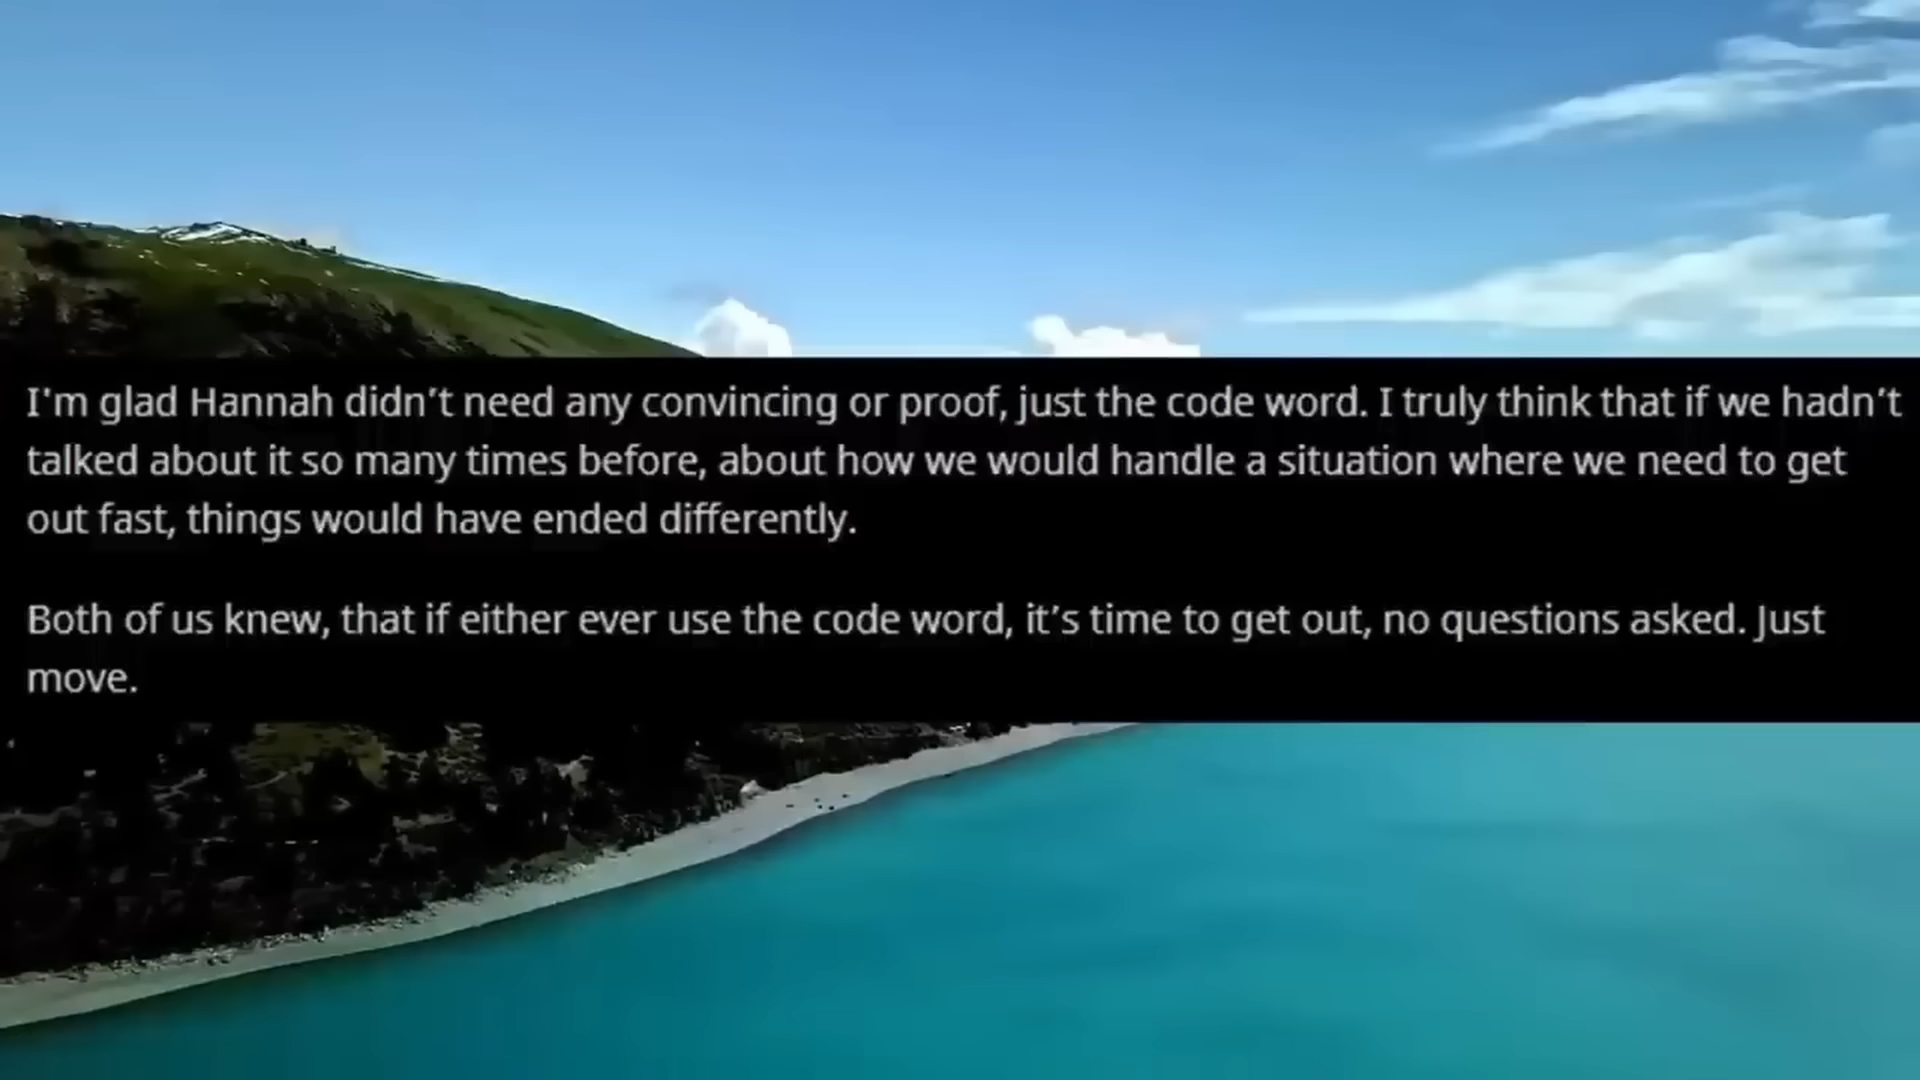 I'm glad Hannah didn’t need any convincing or proof, just the code word. I truly think that if we hadn’t
talked about it so many times before, about how we would handle a situation where we need to get
out fast, things would have ended differently.
Both of us knew, that if either ever use the code word, it’s time to get out, no questions asked. Just
move.